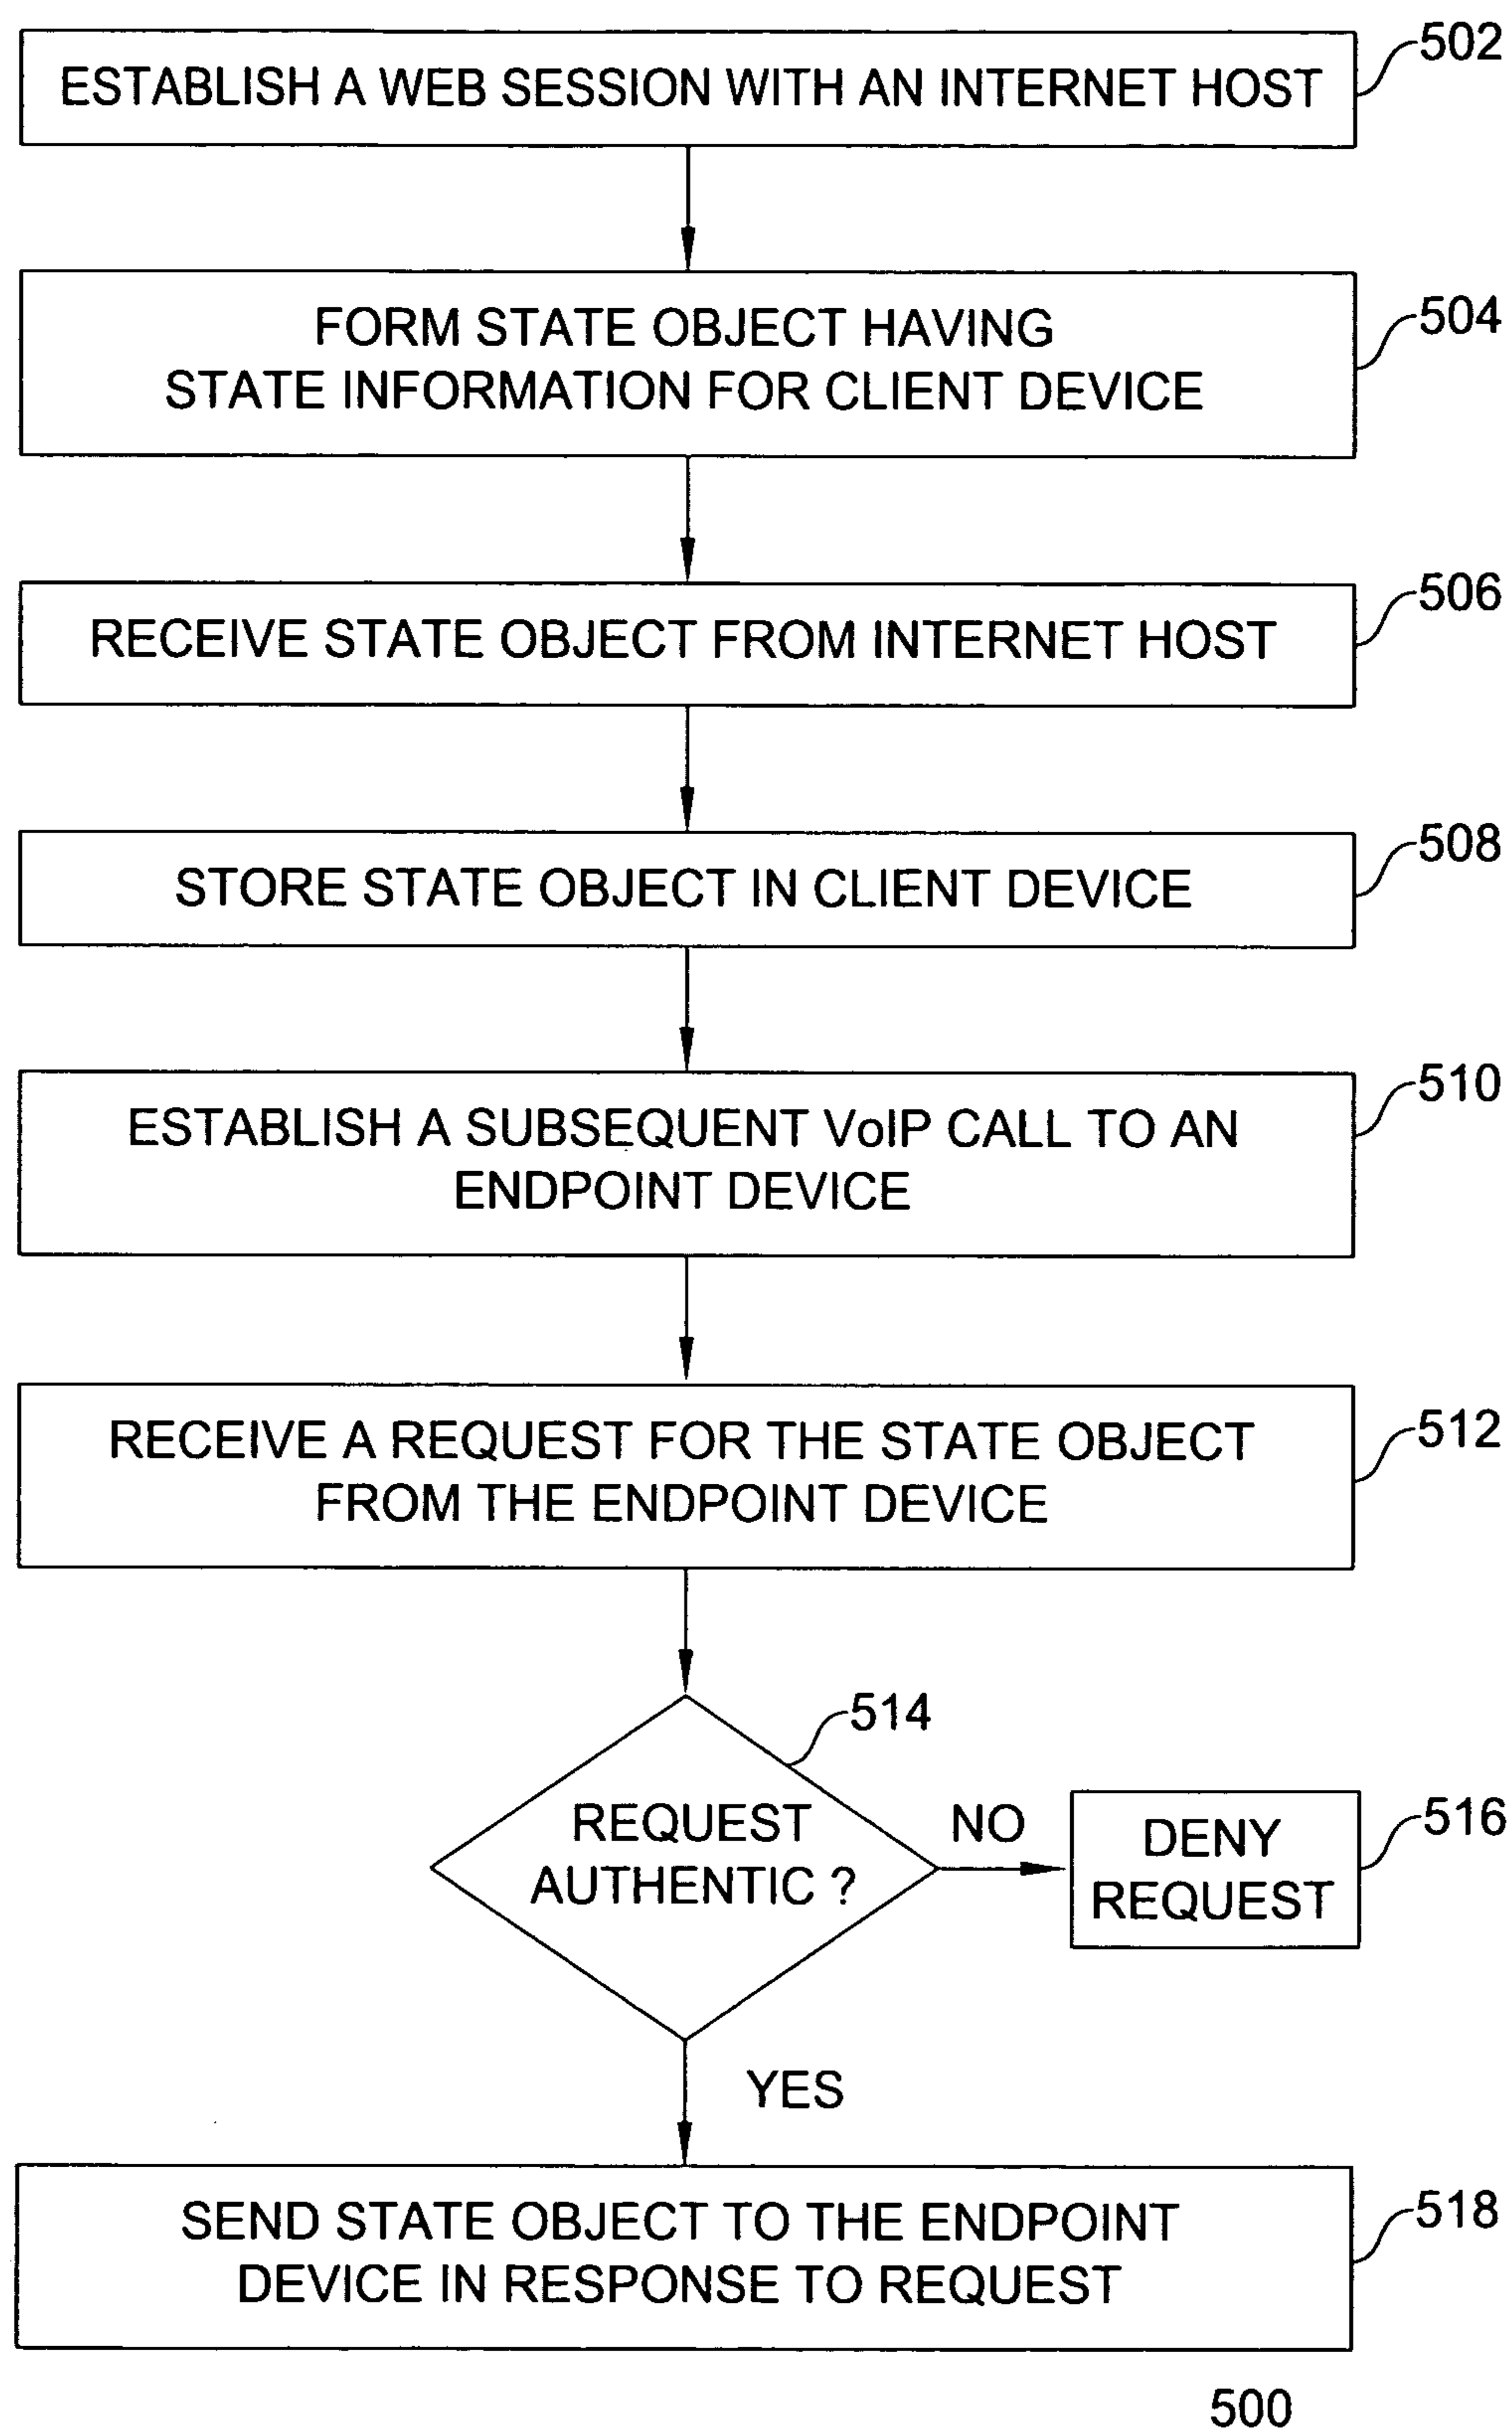 502
ESTABLISH A WEB SESSION WITH AN INTERNET HOST
504
FORM STATE OBJECT HAVING
STATE INFORMATION FOR CLIENT DEVICE
506
RECEIVE STATE OBJECT FROM INTERNET HOST
508
STORE STATE OBJECT IN CLIENT DEVICE
510
ESTABLISH A SUBSEQUENT VoIP CALL TO AN
ENDPOINT DEVICE
512
RECEIVE A REQUEST FOR THE STATE OBJECT
FROM THE ENDPOINT DEVICE
514
REQUEST
AUTHENTIC ?
NO
516
DENY
REQUEST
YES
518
SEND STATE OBJECT TO THE ENDPOINT
DEVICE IN RESPONSE TO REQUEST
500